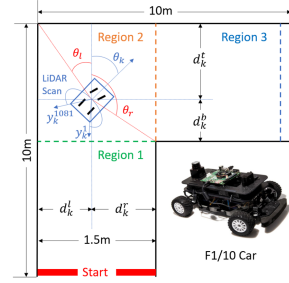 10m
Region 2
Region 3
θ_l
θ_k
d_k^t
LiDAR
Scan
θ_r
y_k^1081
y_k^1
d_k^b
10m
Region 1
d_k^l
d_k^r
1.5m
F1/10 Car
Start